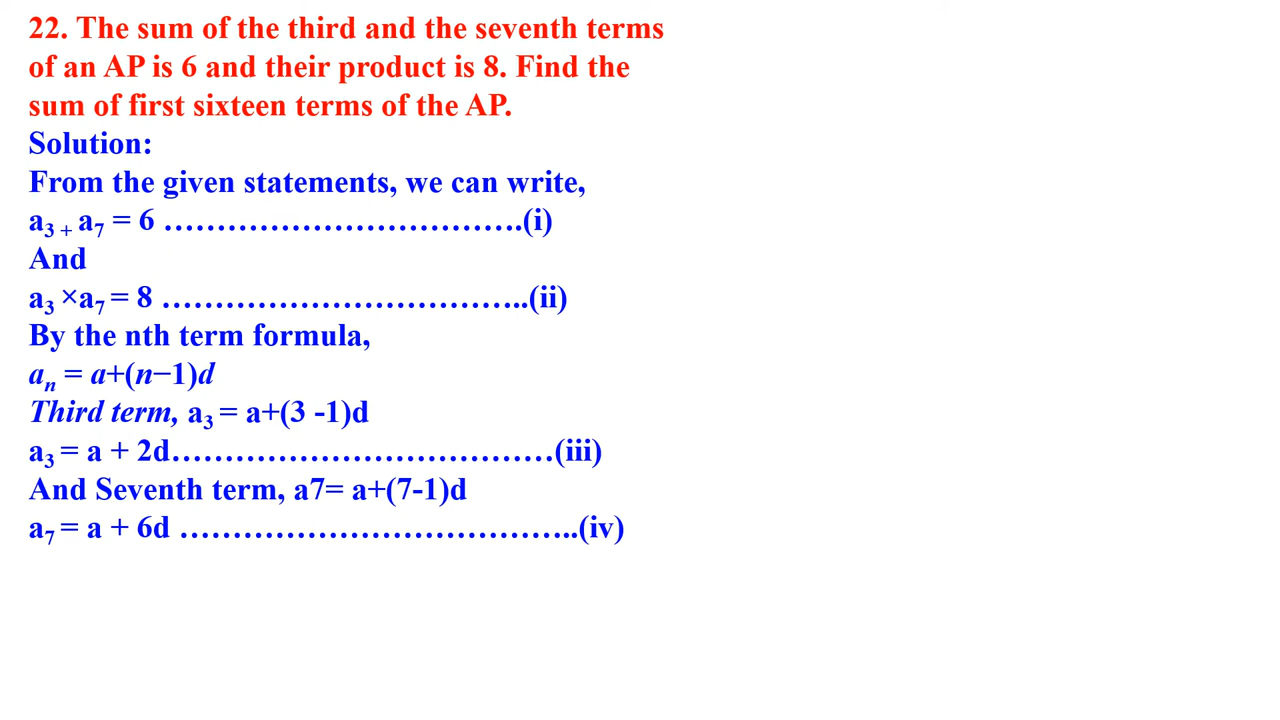 22. The sum of the third and the seventh terms
of an AP is 6 and their product is 8. Find the
sum of first sixteen terms of the AP.
Solution:
From the given statements, we can write,
a₃ ₊ a₇ = 6 …………………………….(i)
And
a₃ ×a₇ = 8 ……………………………..(ii)
By the nth term formula,
aₙ = a+(n−1)d
Third term, a₃ = a+(3 -1)d
a₃ = a + 2d………………………………(iii)
And Seventh term, a7= a+(7-1)d
a₇ = a + 6d ………………………………..(iv)